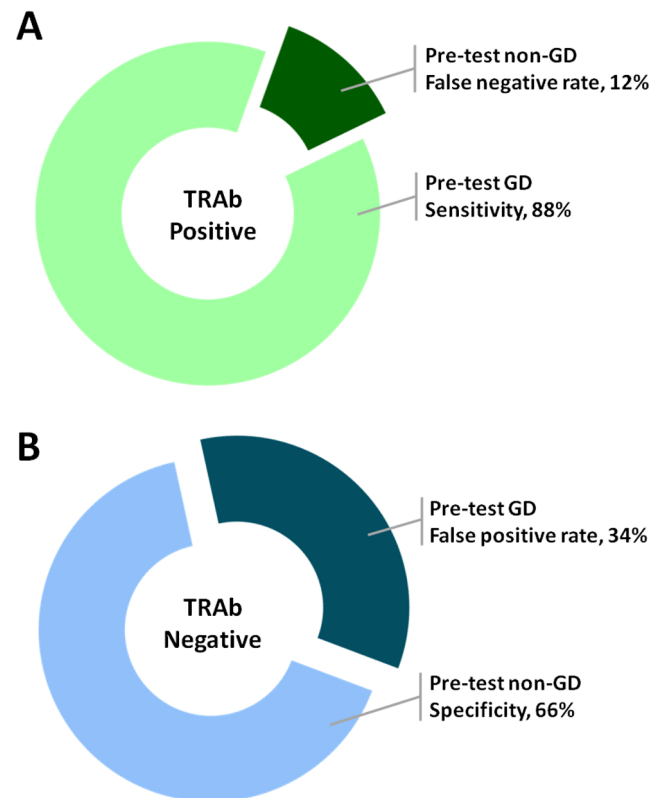 A
Pre-test non-GD
False negative rate, 12%
Pre-test GD
Sensitivity, 88%
TRAb
Positive
B
Pre-test GD
False positive rate, 34%
TRAb
Negative
Pre-test non-GD
Specificity, 66%